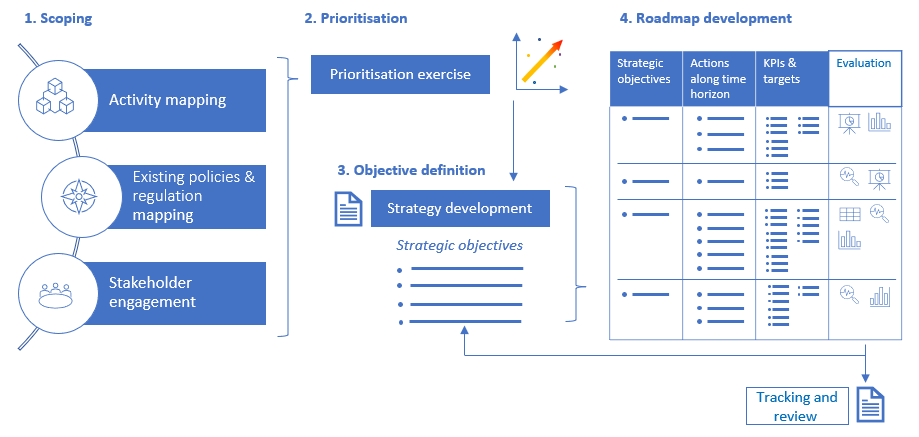 1. Scoping
Activity mapping
Existing policies &
regulation
mapping
Stakeholder
engagement
2. Prioritisation
Prioritisation exercise
3. Objective definition
Strategy development
Strategic objectives
4. Roadmap development
Strategic
objectives
Actions
along time
horizon
KPIs &
targets
Evaluation
Tracking and
review